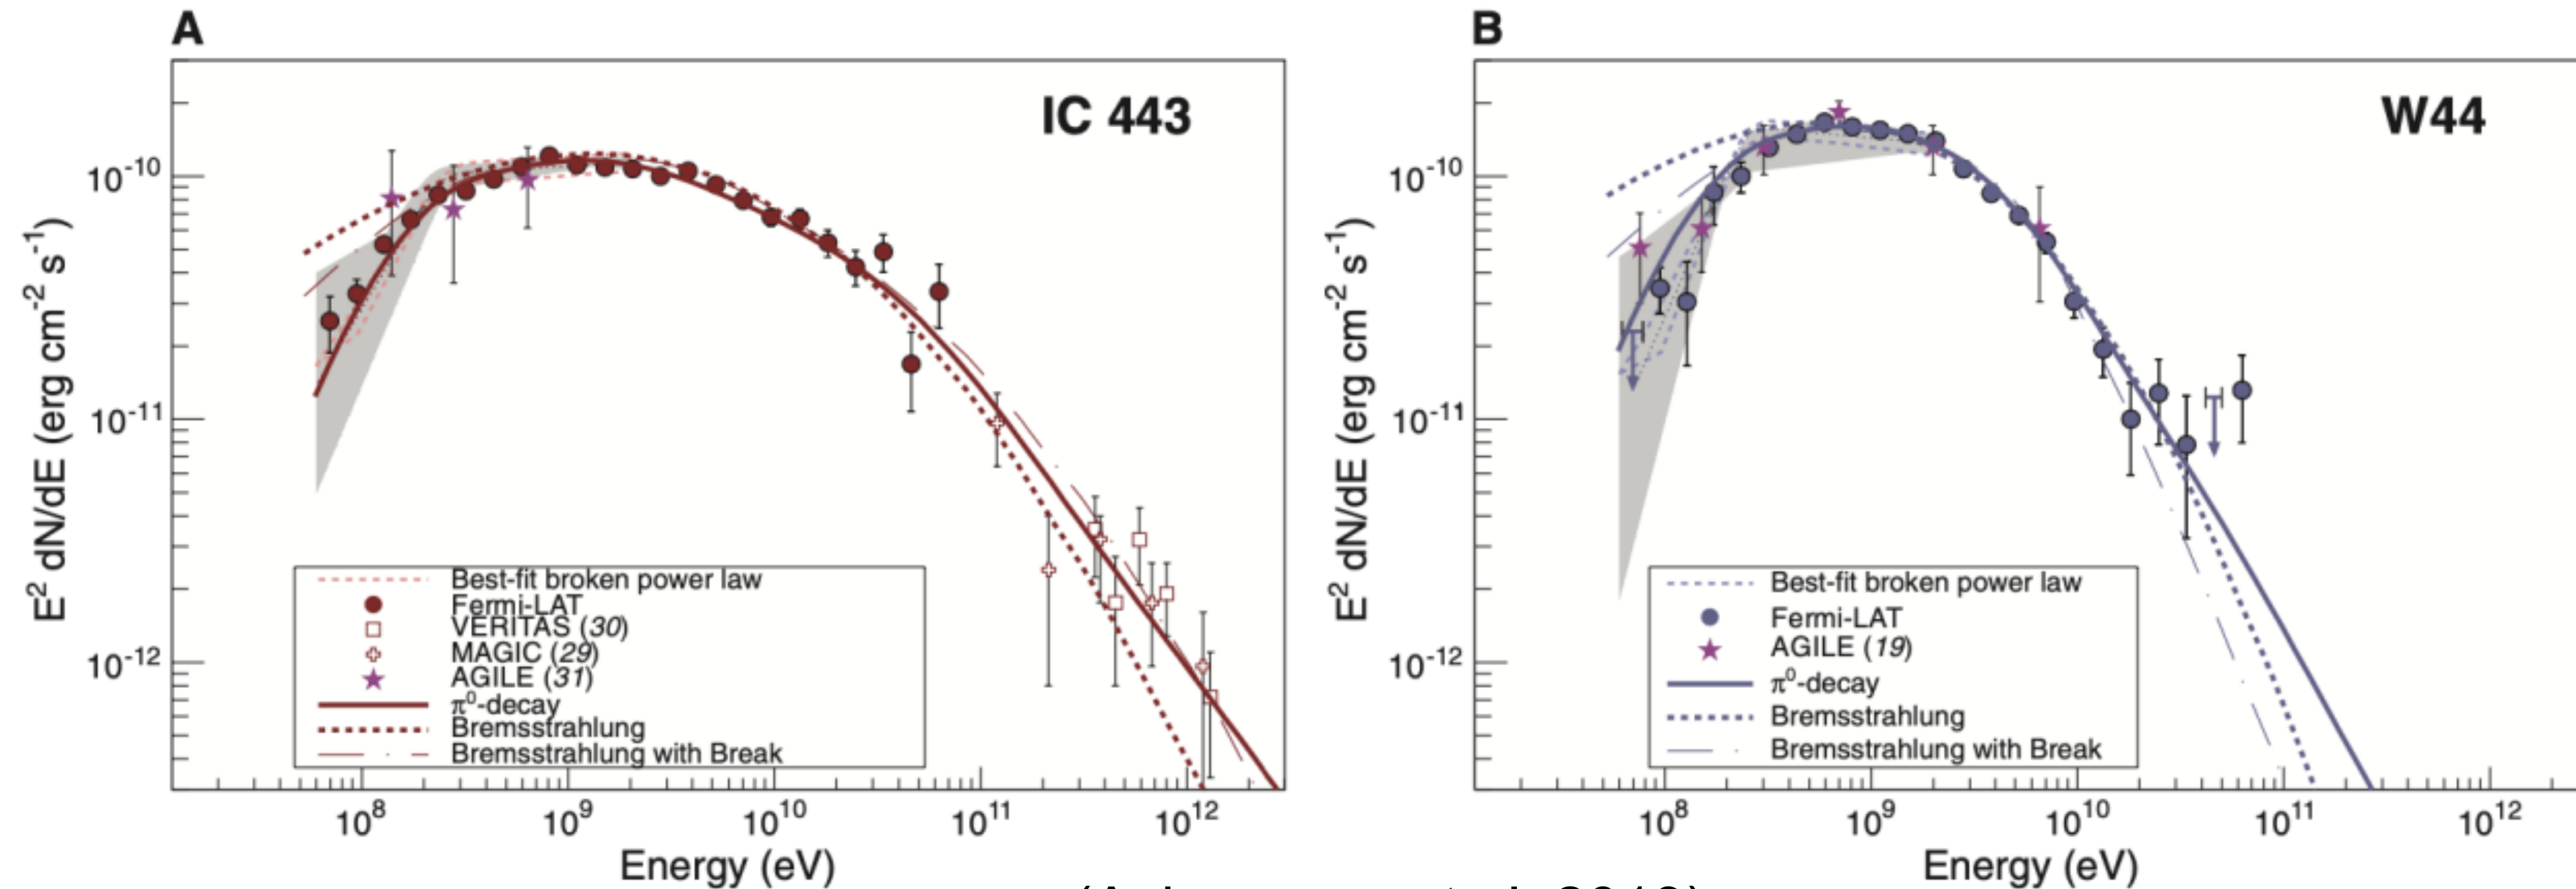 A
IC 443
E² dN/dE (erg cm⁻² s⁻¹)
10⁻¹⁰
10⁻¹¹
10⁻¹²
Best-fit broken power law
Fermi-LAT
VERITAS (30)
MAGIC (29)
AGILE (31)
π⁰-decay
Bremsstrahlung
Bremsstrahlung with Break
10⁸ 10⁹ 10¹⁰ 10¹¹ 10¹²
Energy (eV)
B
W44
E² dN/dE (erg cm⁻² s⁻¹)
10⁻¹⁰
10⁻¹¹
10⁻¹²
Best-fit broken power law
Fermi-LAT
AGILE (19)
π⁰-decay
Bremsstrahlung
Bremsstrahlung with Break
10⁸ 10⁹ 10¹⁰ 10¹¹ 10¹²
Energy (eV)